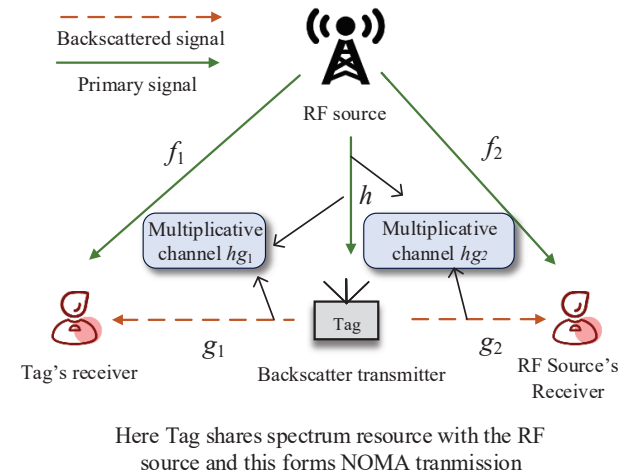 Backscattered signal
Primary signal
RF source
f1
f2
h
Multiplicative
channel hg1
Multiplicative
channel hg2
Tag
g1
g2
Tag's receiver
Backscatter transmitter
RF Source's
Receiver
Here Tag shares spectrum resource with the RF
source and this forms NOMA tranmission